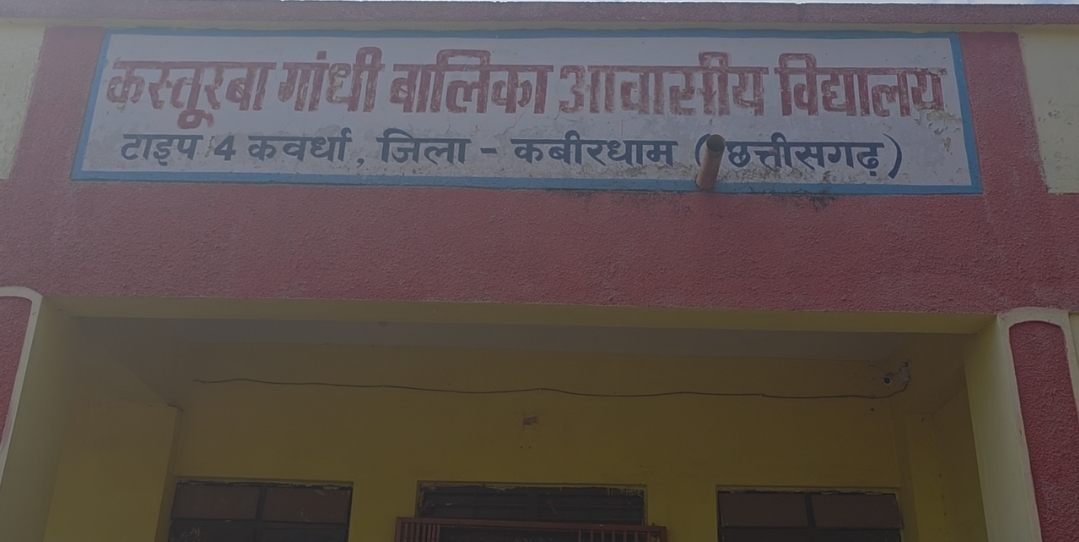 कस्तूरबा गांधी बालिका आवासीय विद्यालय
टाइप 4 कवर्धा, जिला - कबीरधाम (छत्तीसगढ़)